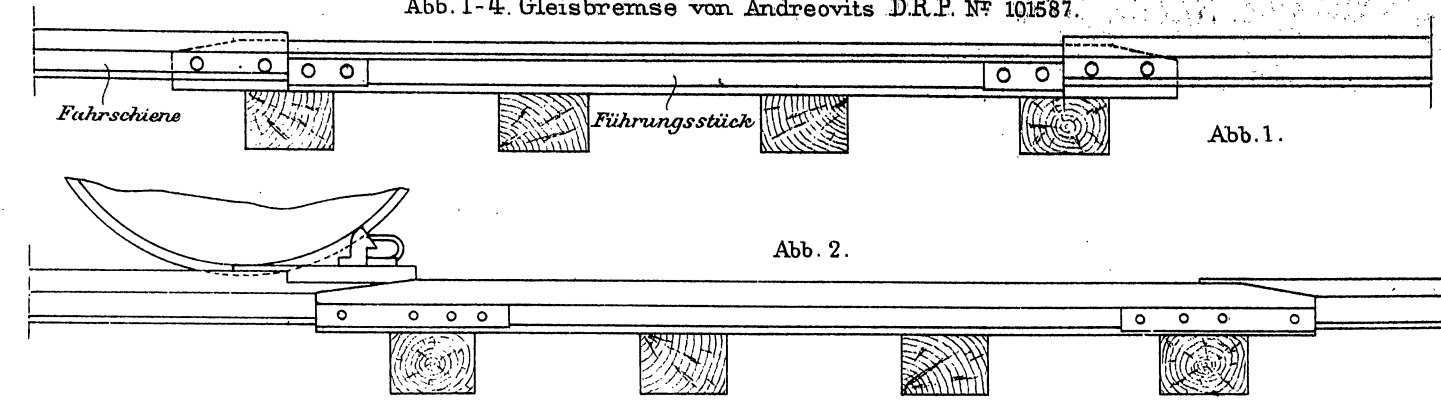 Abb. 1-4. Gleisbremse von Andreovits D.R.P. Nr 101587.
Fahrschiene
Führungsstück
Abb. 1.
Abb. 2.